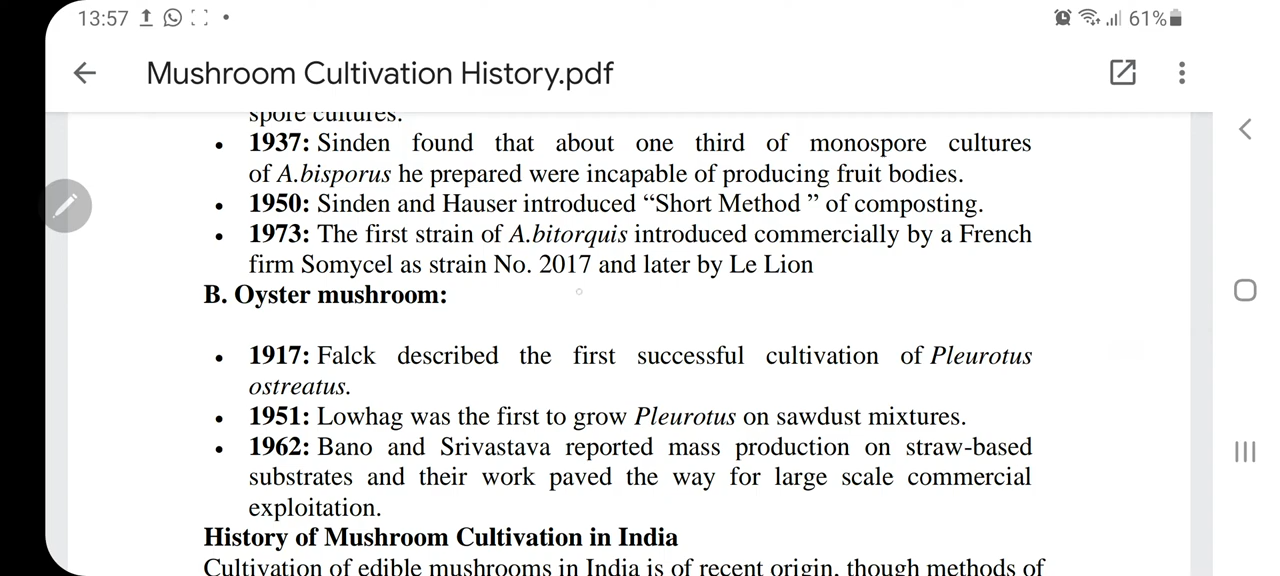 13:57
61%
Mushroom Cultivation History.pdf
spore cultures.
• 1937: Sinden found that about one third of monospore cultures
of A.bisporus he prepared were incapable of producing fruit bodies.
• 1950: Sinden and Hauser introduced “Short Method ” of composting.
• 1973: The first strain of A.bitorquis introduced commercially by a French
firm Somycel as strain No. 2017 and later by Le Lion
B. Oyster mushroom:
• 1917: Falck described the first successful cultivation of Pleurotus
ostreatus.
• 1951: Lowhag was the first to grow Pleurotus on sawdust mixtures.
• 1962: Bano and Srivastava reported mass production on straw-based
substrates and their work paved the way for large scale commercial
exploitation.
History of Mushroom Cultivation in India
Cultivation of edible mushrooms in India is of recent origin, though methods of